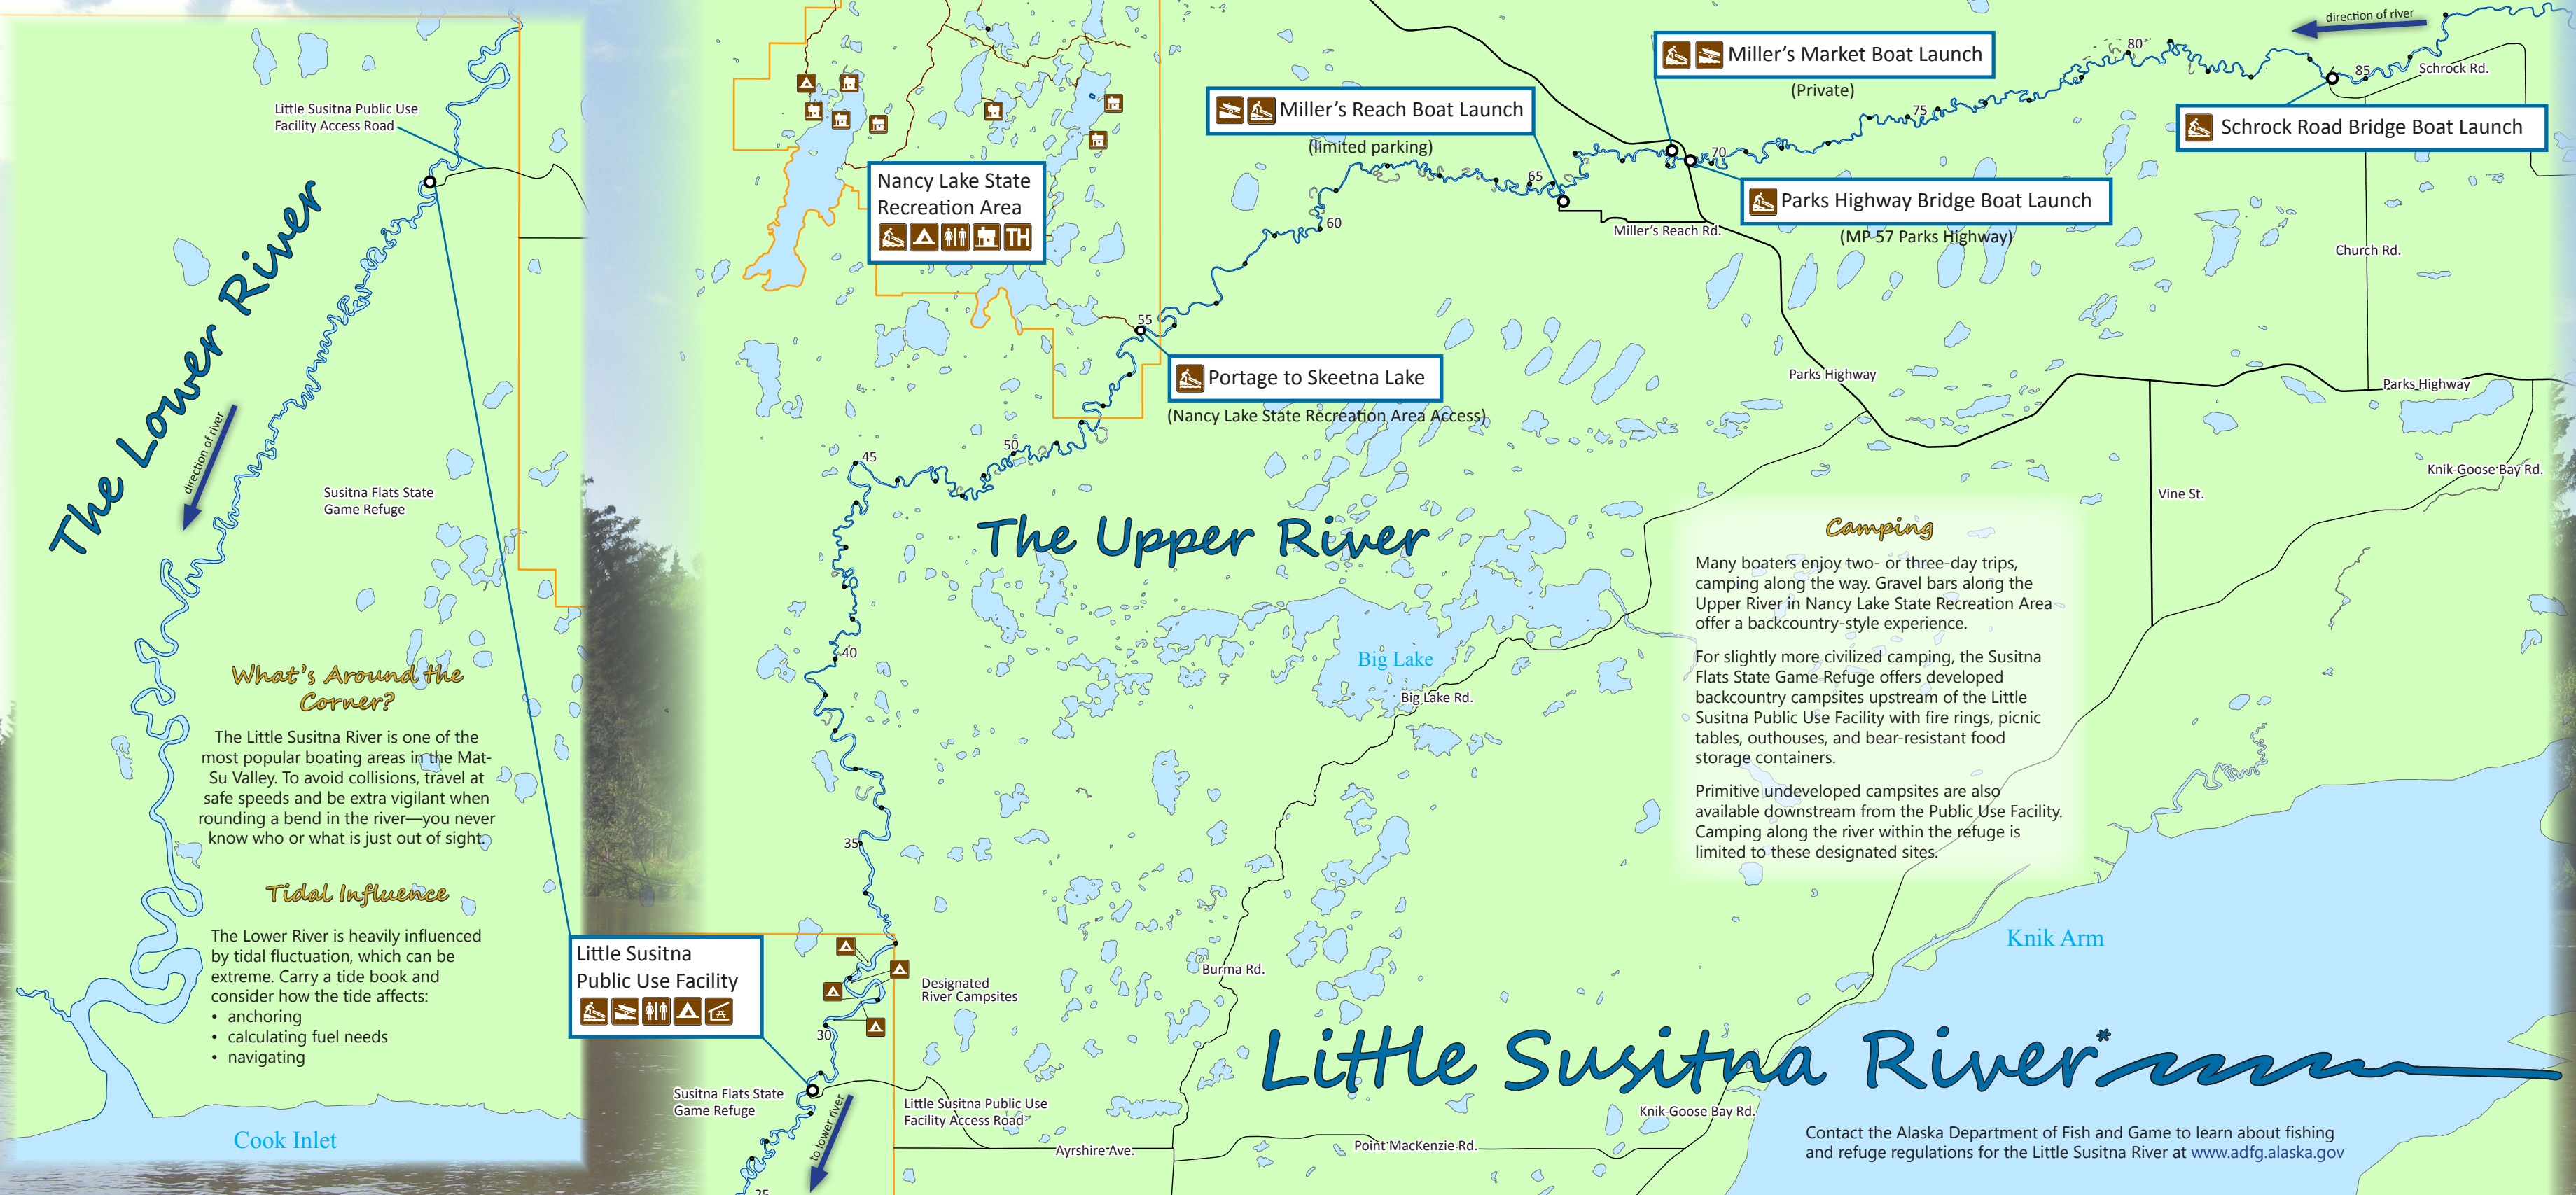 Little Susitna Public Use
Facility Access Road
The Lower River
direction of river
Susitna Flats State
Game Refuge
What's Around the
Corner?
The Little Susitna River is one of the
most popular boating areas in the Mat-
Su Valley. To avoid collisions, travel at
safe speeds and be extra vigilant when
rounding a bend in the river—you never
know who or what is just out of sight.
Tidal Influence
The Lower River is heavily influenced
by tidal fluctuation, which can be
extreme. Carry a tide book and
consider how the tide affects:
• anchoring
• calculating fuel needs
• navigating
Cook Inlet
Little Susitna
Public Use Facility
Nancy Lake State
Recreation Area
TH
Miller's Reach Boat Launch
(limited parking)
Miller's Market Boat Launch
(Private)
direction of river
Schrock Rd.
Schrock Road Bridge Boat Launch
Parks Highway Bridge Boat Launch
(MP 57 Parks Highway)
Miller's Reach Rd.
Church Rd.
85
80
75
70
65
60
55
Portage to Skeetna Lake
(Nancy Lake State Recreation Area Access)
Parks Highway
Parks Highway
50
45
Knik-Goose Bay Rd.
Vine St.
The Upper River
Camping
Many boaters enjoy two- or three-day trips,
camping along the way. Gravel bars along the
Upper River in Nancy Lake State Recreation Area
offer a backcountry-style experience.
For slightly more civilized camping, the Susitna
Flats State Game Refuge offers developed
backcountry campsites upstream of the Little
Susitna Public Use Facility with fire rings, picnic
tables, outhouses, and bear-resistant food
storage containers.
Primitive undeveloped campsites are also
available downstream from the Public Use Facility.
Camping along the river within the refuge is
limited to these designated sites.
40
Big Lake
Big Lake Rd.
35
Knik Arm
Burma Rd.
Designated
River Campsites
30
Susitna Flats State
Game Refuge
to lower river
Little Susitna Public Use
Facility Access Road
Ayrshire Ave.
Point MacKenzie Rd.
Knik-Goose Bay Rd.
25
Little Susitna River*
Contact the Alaska Department of Fish and Game to learn about fishing
and refuge regulations for the Little Susitna River at www.adfg.alaska.gov